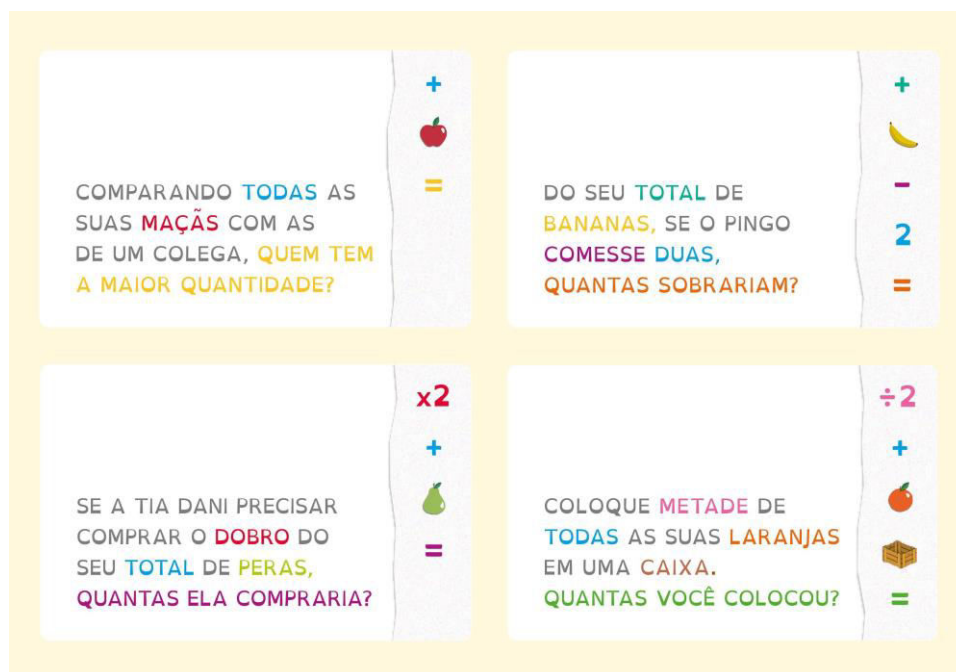 COMPARANDO TODAS AS
SUAS MAÇÃS COM AS
DE UM COLEGA, QUEM TEM
A MAIOR QUANTIDADE?
+
=
DO SEU TOTAL DE
BANANAS, SE O PINGO
COMESSE DUAS,
QUANTAS SOBRARIAM?
+
-
2
=
SE A TIA DANI PRECISAR
COMPRAR O DOBRO DO
SEU TOTAL DE PERAS,
QUANTAS ELA COMPRARIA?
x2
+
=
COLOQUE METADE DE
TODAS AS SUAS LARANJAS
EM UMA CAIXA.
QUANTAS VOCÊ COLOCOU?
÷2
+
=